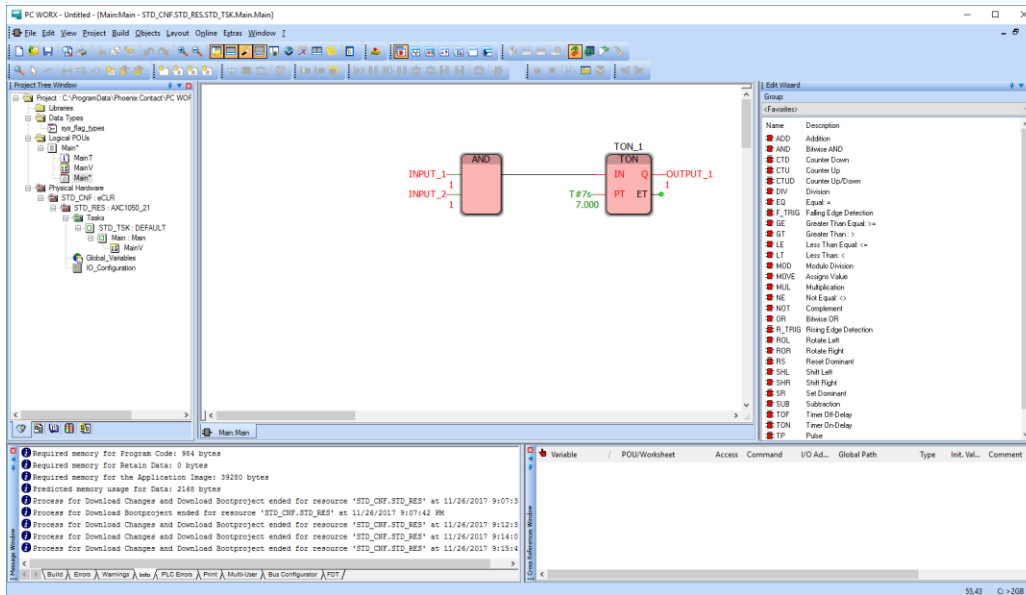 PC WORX - Untitled - [Main:Main - STD_CNF.STD_RES.STD_TSK.Main.Main]
File Edit View Project Build Objects Layout Online Extras Window ?
Project Tree Window
Project : C:\ProgramData\Phoenix Contact\PC WOF
Libraries
Data Types
sys_flag_types
Logical POUs
Main*
MainT
MainV
Main*
Physical Hardware
STD_CNF : eCLR
STD_RES : AXC1050_21
Tasks
STD_TSK : DEFAULT
Main : Main
MainV
Global_Variables
IO_Configuration
AND
INPUT_1
1
INPUT_2
1
TON_1
TON
IN Q
OUTPUT_1
1
T#7s
7.000
PT ET
Main:Main
Edit Wizard
Group:
<Favorites>
Name Description
ADD Addition
AND Bitwise AND
CTD Counter Down
CTU Counter Up
CTUD Counter Up/Down
DIV Division
EQ Equal: =
F_TRIG Falling Edge Detection
GE Greater Than Equal: >=
GT Greater Than : >
LE Less Than Equal: <=
LT Less Than: <
MOD Modulo Division
MOVE Assigns Value
MUL Multiplication
NE Not Equal: <>
NOT Complement
OR Bitwise OR
R_TRIG Rising Edge Detection
ROL Rotate Left
ROR Rotate Right
RS Reset Dominant
SHL Shift Left
SHR Shift Right
SR Set Dominant
SUB Subtraction
TOF Timer Off-Delay
TON Timer On-Delay
TP Pulse
Message Window
Required memory for Program Code: 984 bytes
Required memory for Retain Data: 0 bytes
Required memory for the Application Image: 39280 bytes
Predicted memory usage for Data: 2168 bytes
Process for Download Changes and Download Bootproject ended for resource 'STD_CNF.STD_RES' at 11/26/2017 9:07:3
Process for Download Bootproject ended for resource 'STD_CNF.STD_RES' at 11/26/2017 9:07:42 PM
Process for Download Changes and Download Bootproject ended for resource 'STD_CNF.STD_RES' at 11/26/2017 9:12:3
Process for Download Changes and Download Bootproject ended for resource 'STD_CNF.STD_RES' at 11/26/2017 9:14:0
Process for Download Changes and Download Bootproject ended for resource 'STD_CNF.STD_RES' at 11/26/2017 9:15:4
Build Errors Warnings Info PLC Errors Print Multi-User Bus Configurator FDT
Cross References Window
Variable / POU/Worksheet Access Command I/O Ad... Global Path Type Init. Val... Comment
55,43 C: >2GB